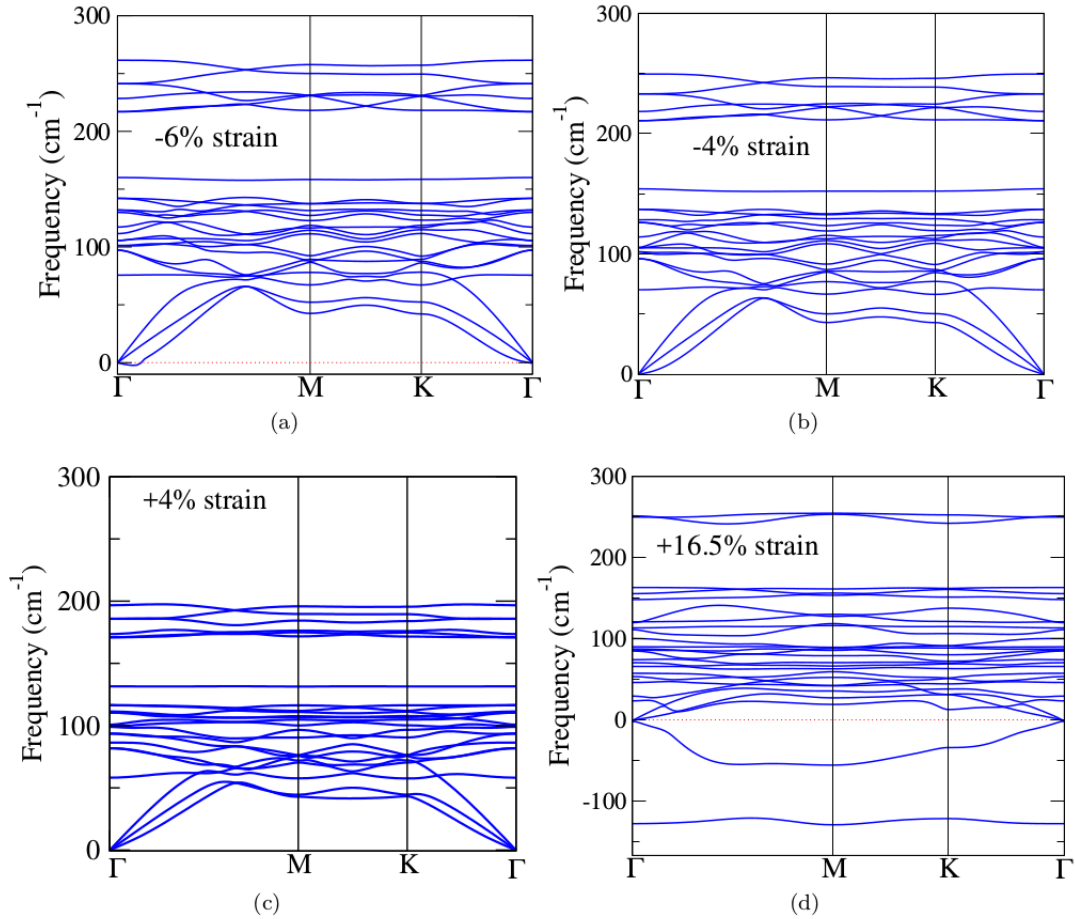 300
200
100
0
Frequency (cm⁻¹)
-6% strain
Γ
M
K
Γ
(a)
300
200
100
0
Frequency (cm⁻¹)
-4% strain
Γ
M
K
Γ
(b)
300
200
100
0
Frequency (cm⁻¹)
+4% strain
Γ
M
K
Γ
(c)
300
200
100
0
-100
Frequency (cm⁻¹)
+16.5% strain
Γ
M
K
Γ
(d)